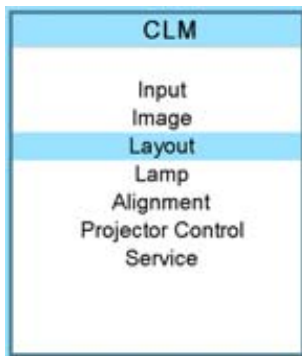 CLM
Input
Image
Layout
Lamp
Alignment
Projector Control
Service